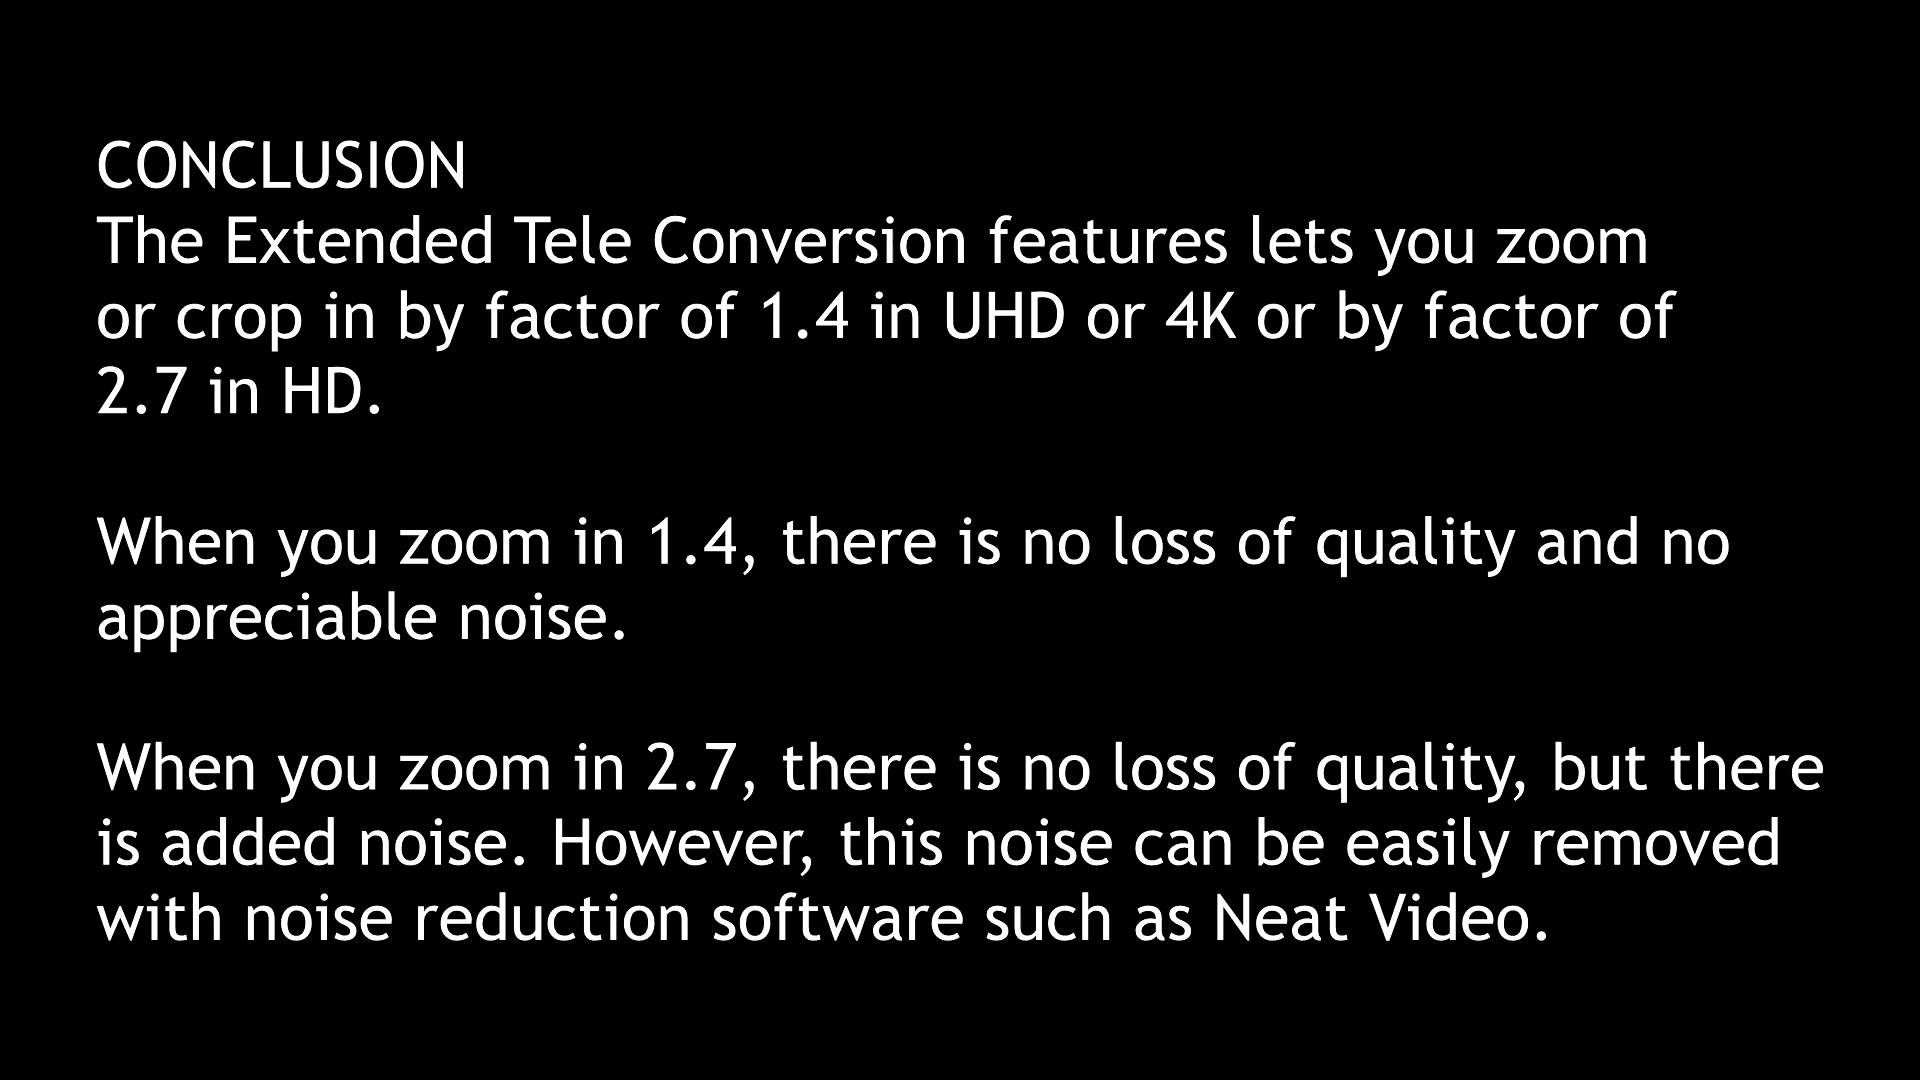 CONCLUSION
The Extended Tele Conversion features lets you zoom
or crop in by factor of 1.4 in UHD or 4K or by factor of
2.7 in HD.
When you zoom in 1.4, there is no loss of quality and no
appreciable noise.
When you zoom in 2.7, there is no loss of quality, but there
is added noise. However, this noise can be easily removed
with noise reduction software such as Neat Video.